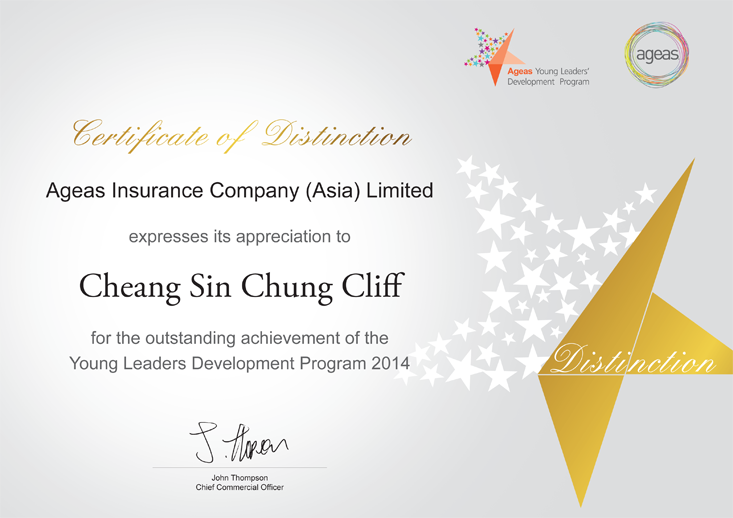 Ageas Young Leaders'
Development Program
ageas
Certificate of Distinction
Ageas Insurance Company (Asia) Limited
expresses its appreciation to
Cheang Sin Chung Cliff
for the outstanding achievement of the
Young Leaders Development Program 2014
Distinction
John Thompson
Chief Commercial Officer